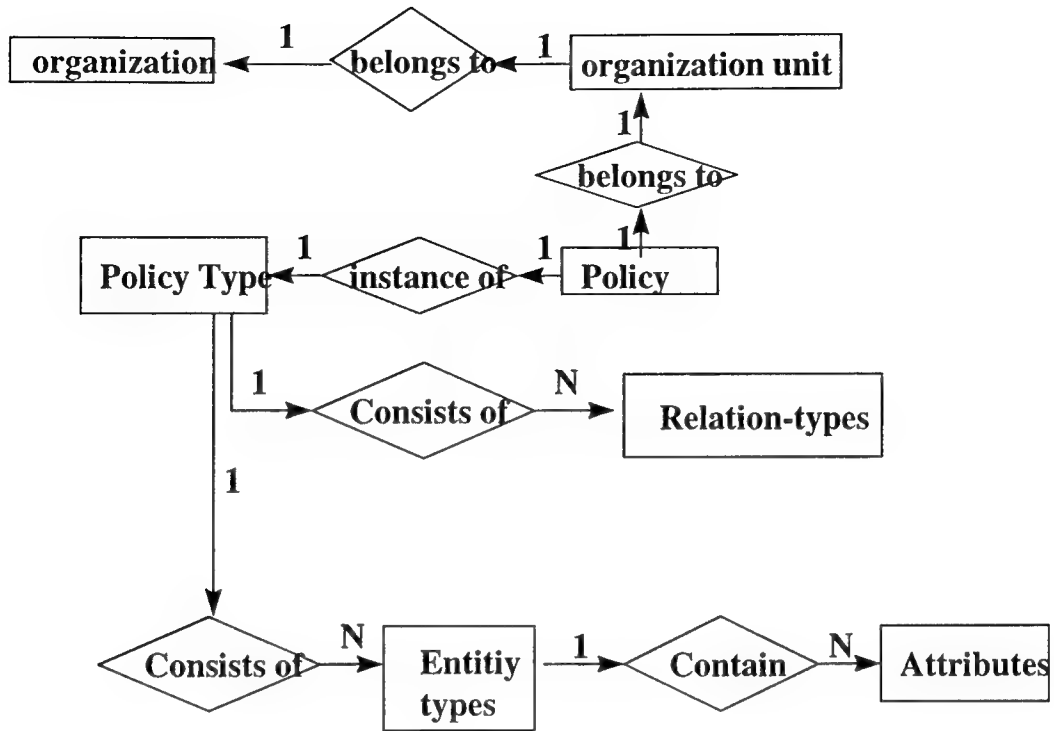 organization
1
belongs to
1
organization unit
1
belongs to
1
Policy Type
1
instance of
1
Policy
1
Consists of
N
Relation-types
1
Consists of
N
Entitiy
types
1
Contain
N
Attributes